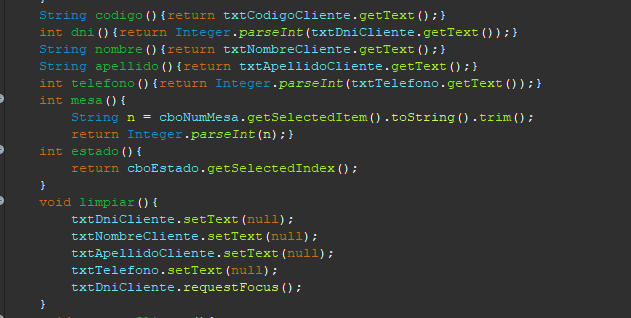 }
String codigo(){return txtCodigoCliente.getText();}
int dni(){return Integer.parseInt(txtDniCliente.getText());}
String nombre(){return txtNombreCliente.getText();}
String apellido(){return txtApellidoCliente.getText();}
int telefono(){return Integer.parseInt(txtTelefono.getText());}
int mesa(){
    String n = cboNumMesa.getSelectedItem().toString().trim();
    return Integer.parseInt(n);}
int estado(){
    return cboEstado.getSelectedIndex();
}
void limpiar(){
    txtDniCliente.setText(null);
    txtNombreCliente.setText(null);
    txtApellidoCliente.setText(null);
    txtTelefono.setText(null);
    txtDniCliente.requestFocus();
}